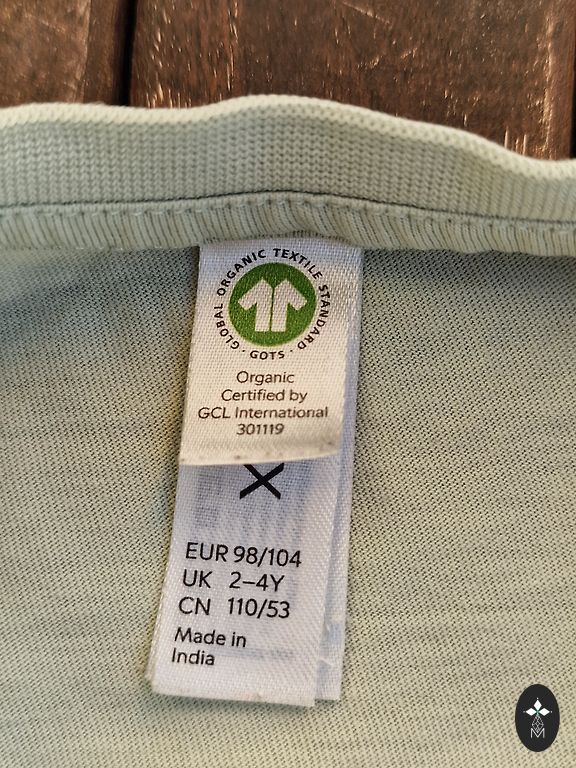 GLOBAL ORGANIC TEXTILE STANDARD
· GOTS ·
Organic
Certified by
GCL International
301119
X
EUR 98/104
UK 2–4Y
CN 110/53
Made in
India
M